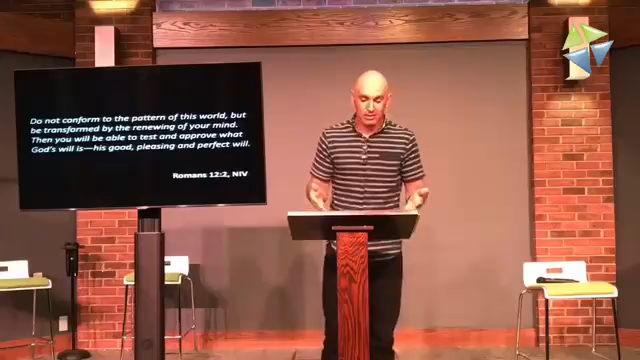 Do not conform to the pattern of this world, but
be transformed by the renewing of your mind.
Then you will be able to test and approve what
God's will is—his good, pleasing and perfect will.
Romans 12:2, NIV